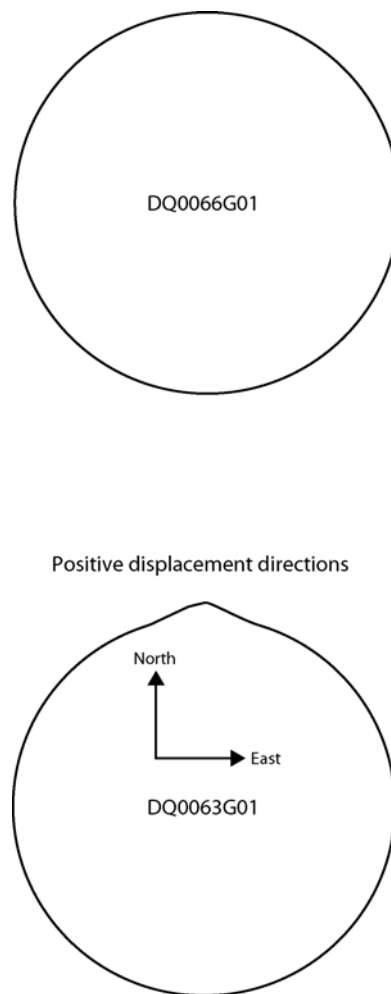 DQ0066G01
Positive displacement directions
North
East
DQ0063G01